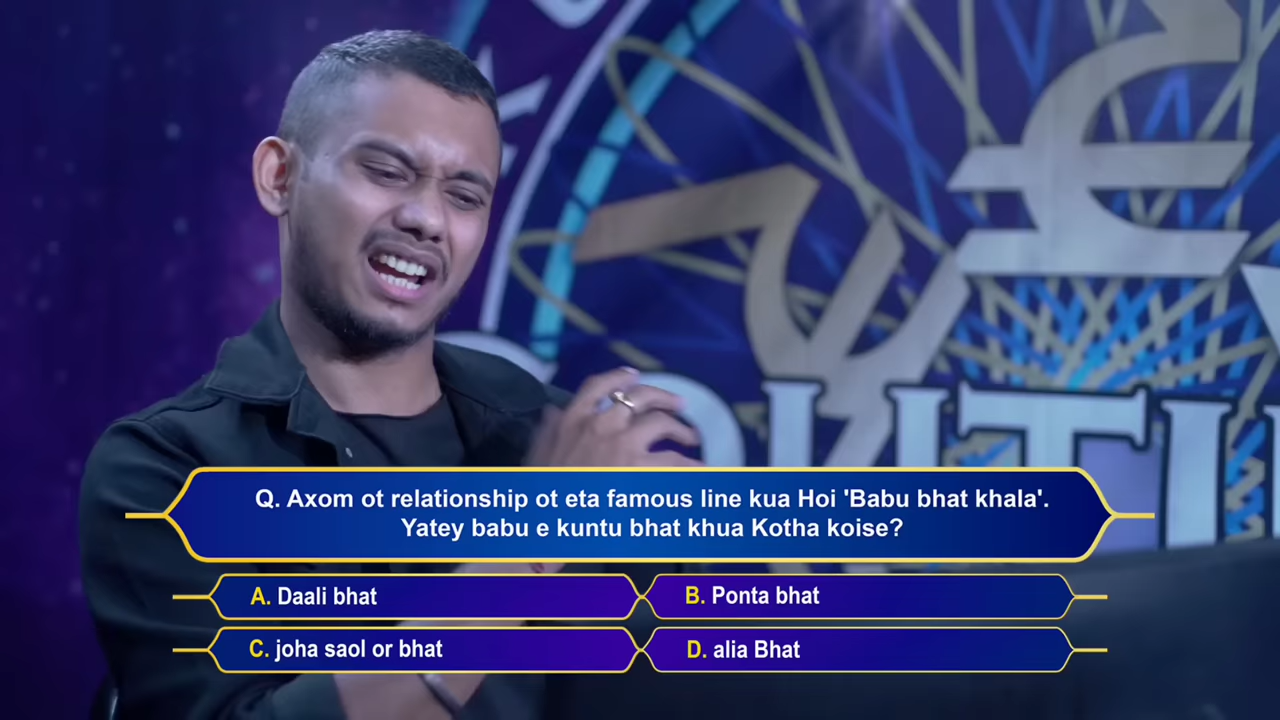 Q. Axom ot relationship ot eta famous line kua Hoi 'Babu bhat khala'.
Yatey babu e kuntu bhat khua Kotha koise?
A. Daali bhat
B. Ponta bhat
C. joha saol or bhat
D. alia Bhat